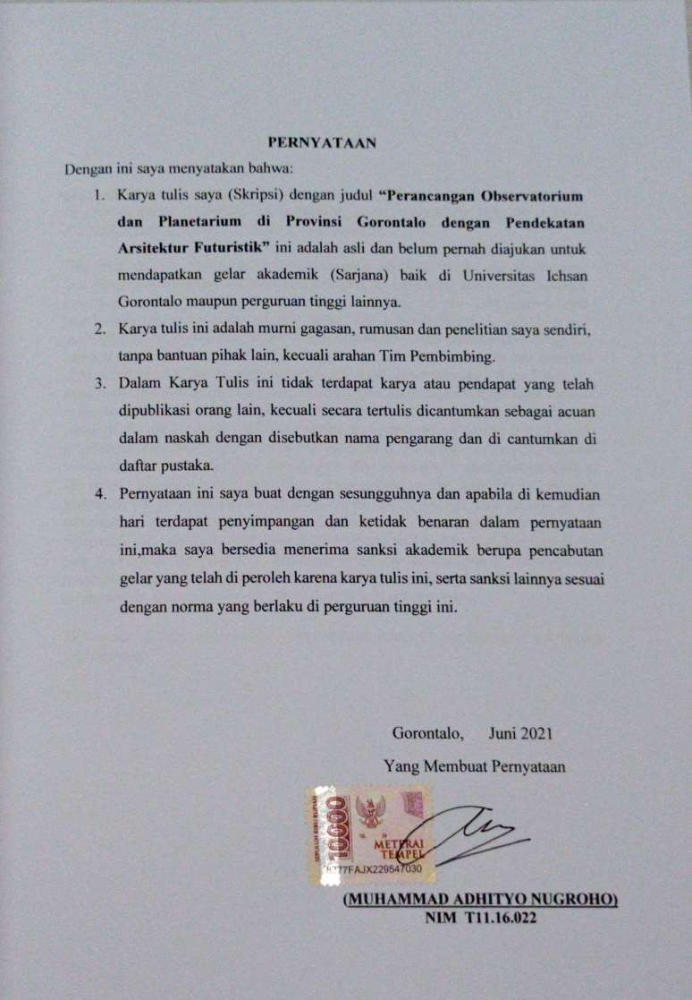 PERNYATAAN
Dengan ini saya menyatakan bahwa:
1. Karya tulis saya (Skripsi) dengan judul “Perancangan Observatorium
dan Planetarium di Provinsi Gorontalo dengan Pendekatan
Arsitektur Futuristik” ini adalah asli dan belum pernah diajukan untuk
mendapatkan gelar akademik (Sarjana) baik di Universitas Ichsan
Gorontalo maupun perguruan tinggi lainnya.
2. Karya tulis ini adalah murni gagasan, rumusan dan penelitian saya sendiri,
tanpa bantuan pihak lain, kecuali arahan Tim Pembimbing.
3. Dalam Karya Tulis ini tidak terdapat karya atau pendapat yang telah
dipublikasi orang lain, kecuali secara tertulis dicantumkan sebagai acuan
dalam naskah dengan disebutkan nama pengarang dan di cantumkan di
daftar pustaka.
4. Pernyataan ini saya buat dengan sesungguhnya dan apabila di kemudian
hari terdapat penyimpangan dan ketidak benaran dalam pernyataan
ini,maka saya bersedia menerima sanksi akademik berupa pencabutan
gelar yang telah di peroleh karena karya tulis ini, serta sanksi lainnya sesuai
dengan norma yang berlaku di perguruan tinggi ini.
Gorontalo, Juni 2021
Yang Membuat Pernyataan
10000
METERAI
TEMPEL
(MUHAMMAD ADHITYO NUGROHO)
NIM T11.16.022